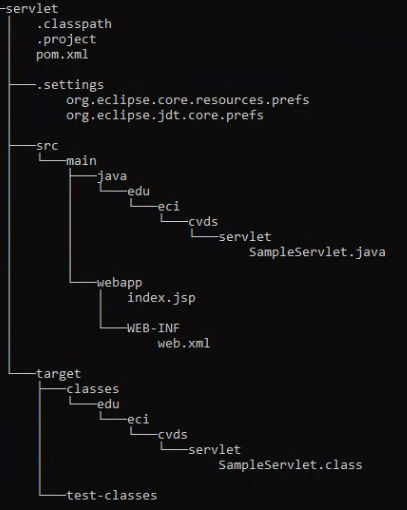 servlet
.classpath
.project
pom.xml
.settings
org.eclipse.core.resources.prefs
org.eclipse.jdt.core.prefs
src
main
java
edu
eci
cvds
servlet
SampleServlet.java
webapp
index.jsp
WEB-INF
web.xml
target
classes
edu
eci
cvds
servlet
SampleServlet.class
test-classes